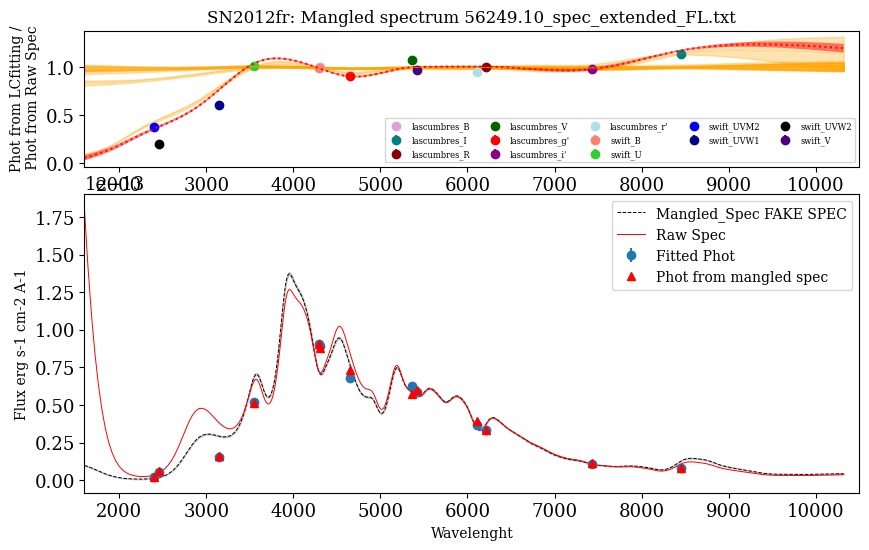 SN2012fr: Mangled spectrum 56249.10_spec_extended_FL.txt
Phot from LCfitting /
Phot from Raw Spec
1.0
0.5
0.0
lascumbres_B
lascumbres_I
lascumbres_R
lascumbres_V
lascumbres_g'
lascumbres_i'
lascumbres_r'
swift_B
swift_U
swift_UVM2
swift_UVW1
swift_UVW2
swift_V
2000 3000 4000 5000 6000 7000 8000 9000 10000
1e−13
Flux erg s-1 cm-2 A-1
1.75
1.50
1.25
1.00
0.75
0.50
0.25
0.00
Mangled_Spec FAKE SPEC
Raw Spec
Fitted Phot
Phot from mangled spec
2000 3000 4000 5000 6000 7000 8000 9000 10000
Wavelenght